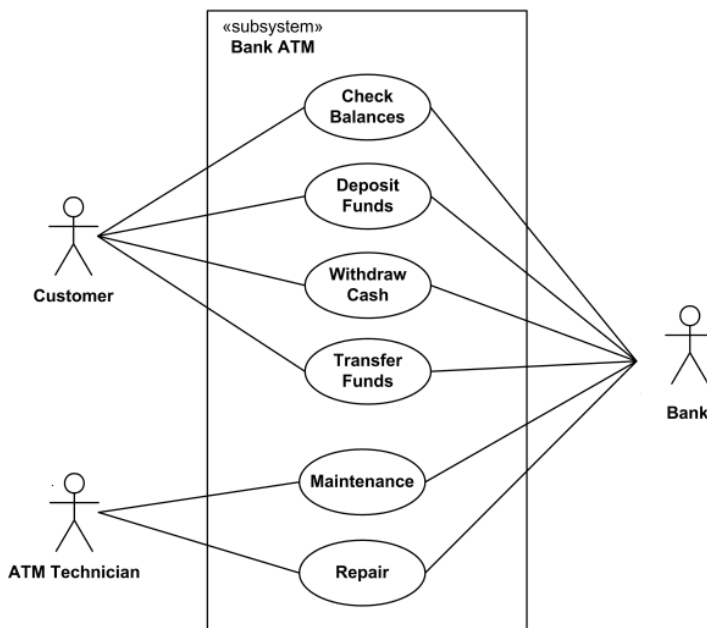 «subsystem»
Bank ATM
Check
Balances
Deposit
Funds
Customer
Withdraw
Cash
Transfer
Funds
Bank
Maintenance
ATM Technician
Repair